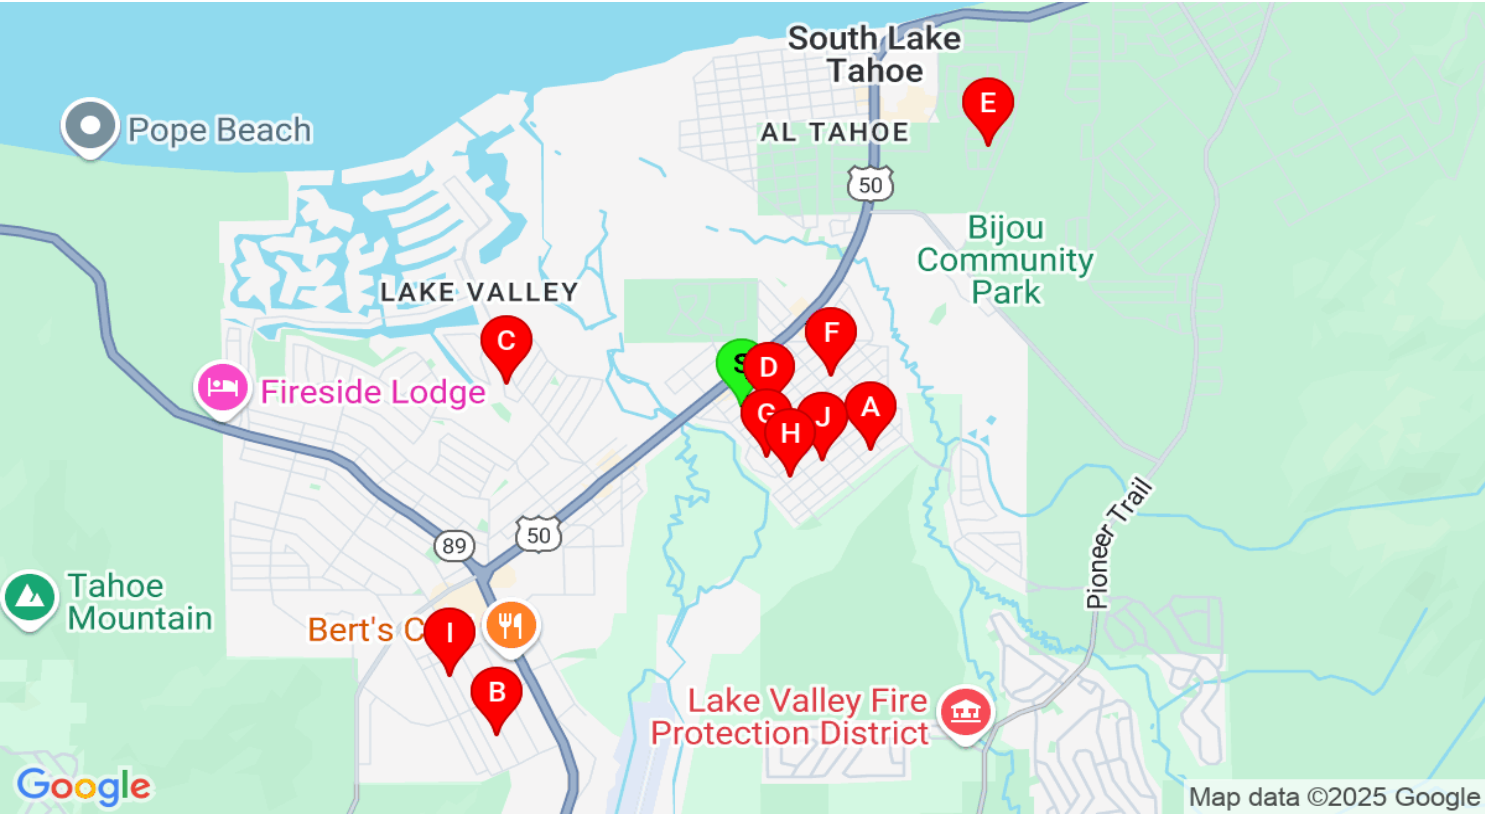 South Lake
Tahoe
E
Pope Beach
AL TAHOE
50
Bijou
Community
Park
LAKE VALLEY
C
F
S
D
Fireside Lodge
G
J
A
H
Pioneer Trail
89
50
Tahoe
Mountain
Bert's C
I
B
Lake Valley Fire
Protection District
Google
Map data ©2025 Google